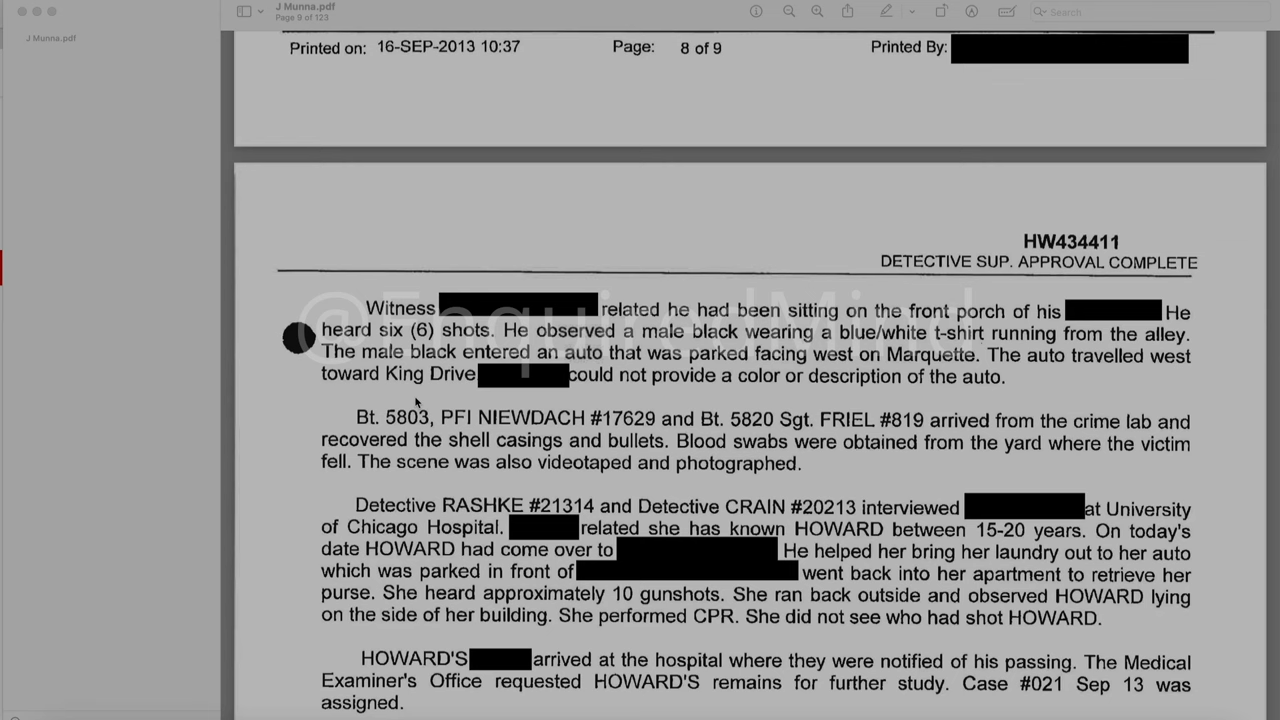 J Munna.pdf
Page 9 of 123
Search
J Munna.pdf
Printed on: 16-SEP-2013 10:37 Page: 8 of 9 Printed By:
HW434411
DETECTIVE SUP. APPROVAL COMPLETE
@EnquiredMind
Witness related he had been sitting on the front porch of his He
heard six (6) shots. He observed a male black wearing a blue/white t-shirt running from the alley.
The male black entered an auto that was parked facing west on Marquette. The auto travelled west
toward King Drive could not provide a color or description of the auto.
Bt. 5803, PFI NIEWDACH #17629 and Bt. 5820 Sgt. FRIEL #819 arrived from the crime lab and
recovered the shell casings and bullets. Blood swabs were obtained from the yard where the victim
fell. The scene was also videotaped and photographed.
Detective RASHKE #21314 and Detective CRAIN #20213 interviewed at University
of Chicago Hospital. related she has known HOWARD between 15-20 years. On today's
date HOWARD had come over to He helped her bring her laundry out to her auto
which was parked in front of went back into her apartment to retrieve her
purse. She heard approximately 10 gunshots. She ran back outside and observed HOWARD lying
on the side of her building. She performed CPR. She did not see who had shot HOWARD.
HOWARD'S arrived at the hospital where they were notified of his passing. The Medical
Examiner's Office requested HOWARD'S remains for further study. Case #021 Sep 13 was
assigned.